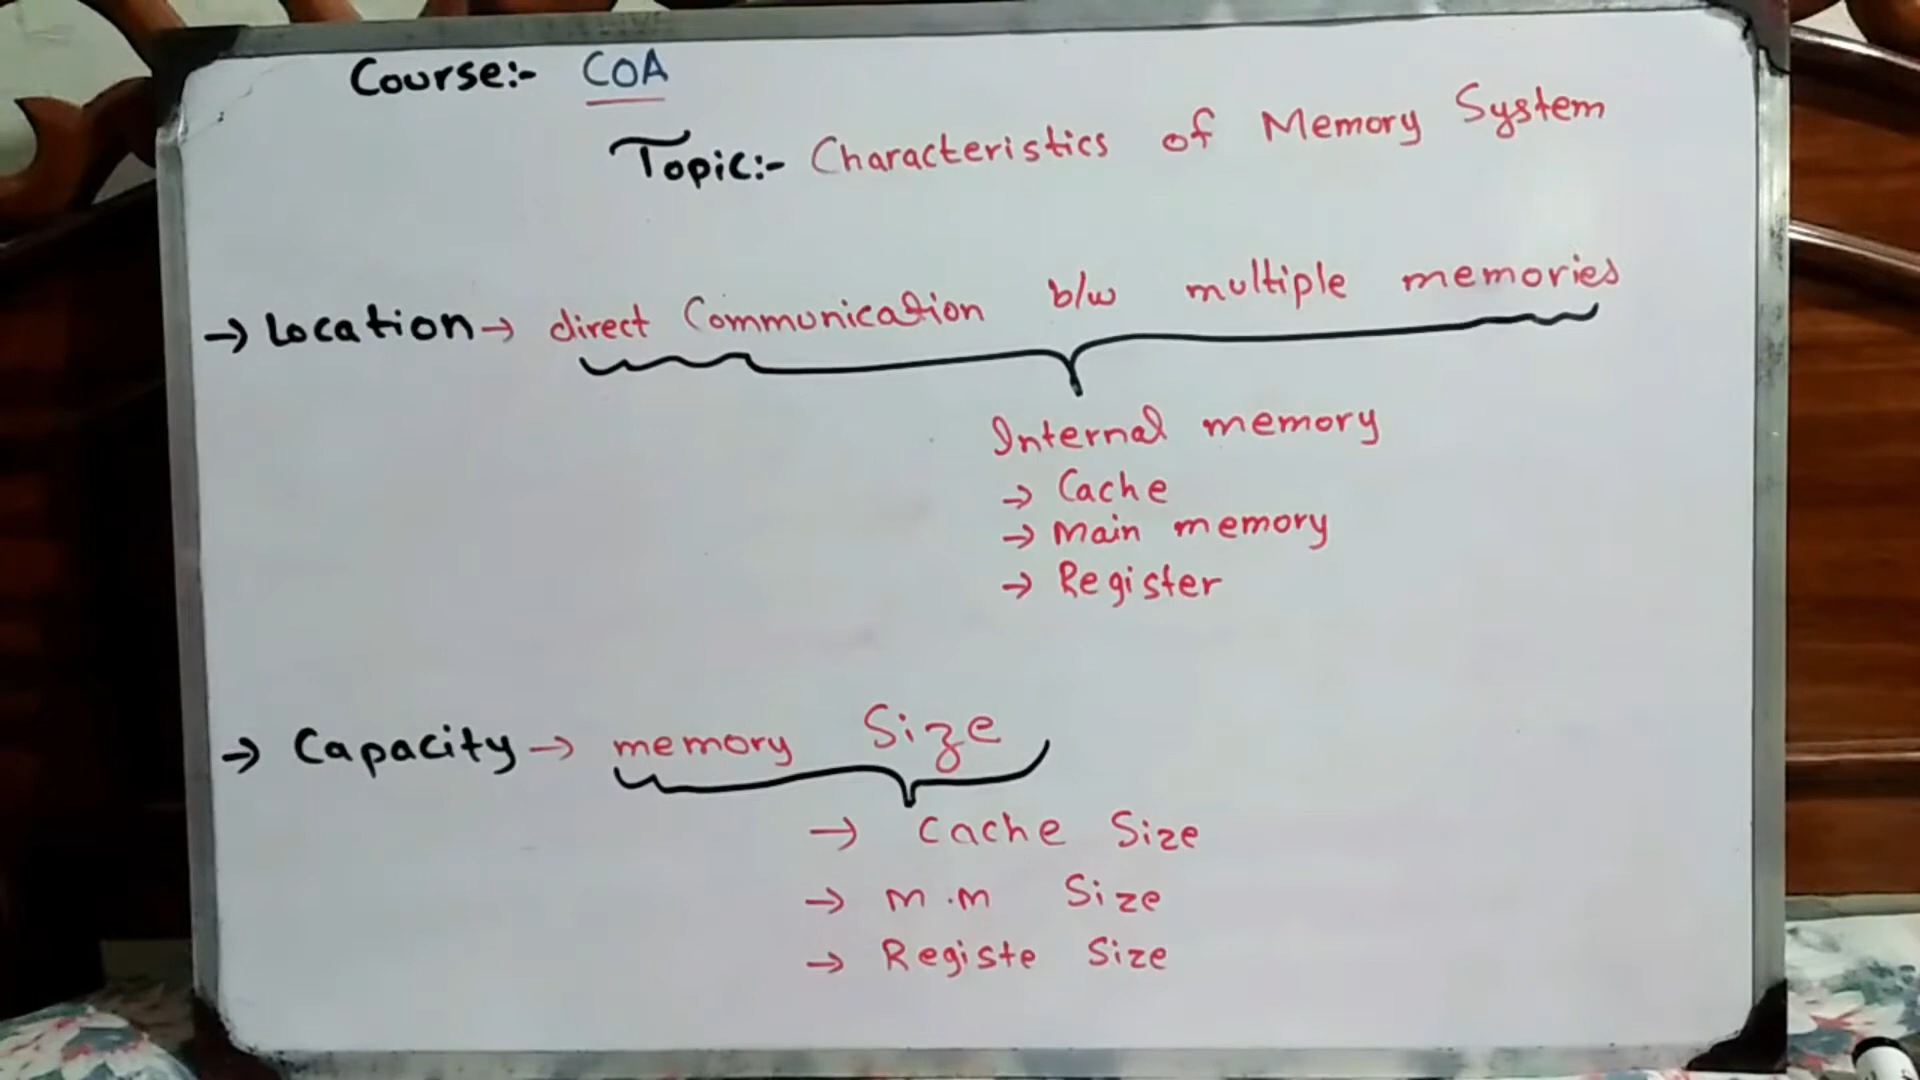 Course:- COA
Topic:- Characteristics of Memory System
→ Location → direct Communication b/w multiple memories
Internal memory
→ Cache
→ Main memory
→ Register
→ Capacity → memory Size
→ Cache Size
→ m.m Size
→ Registe Size